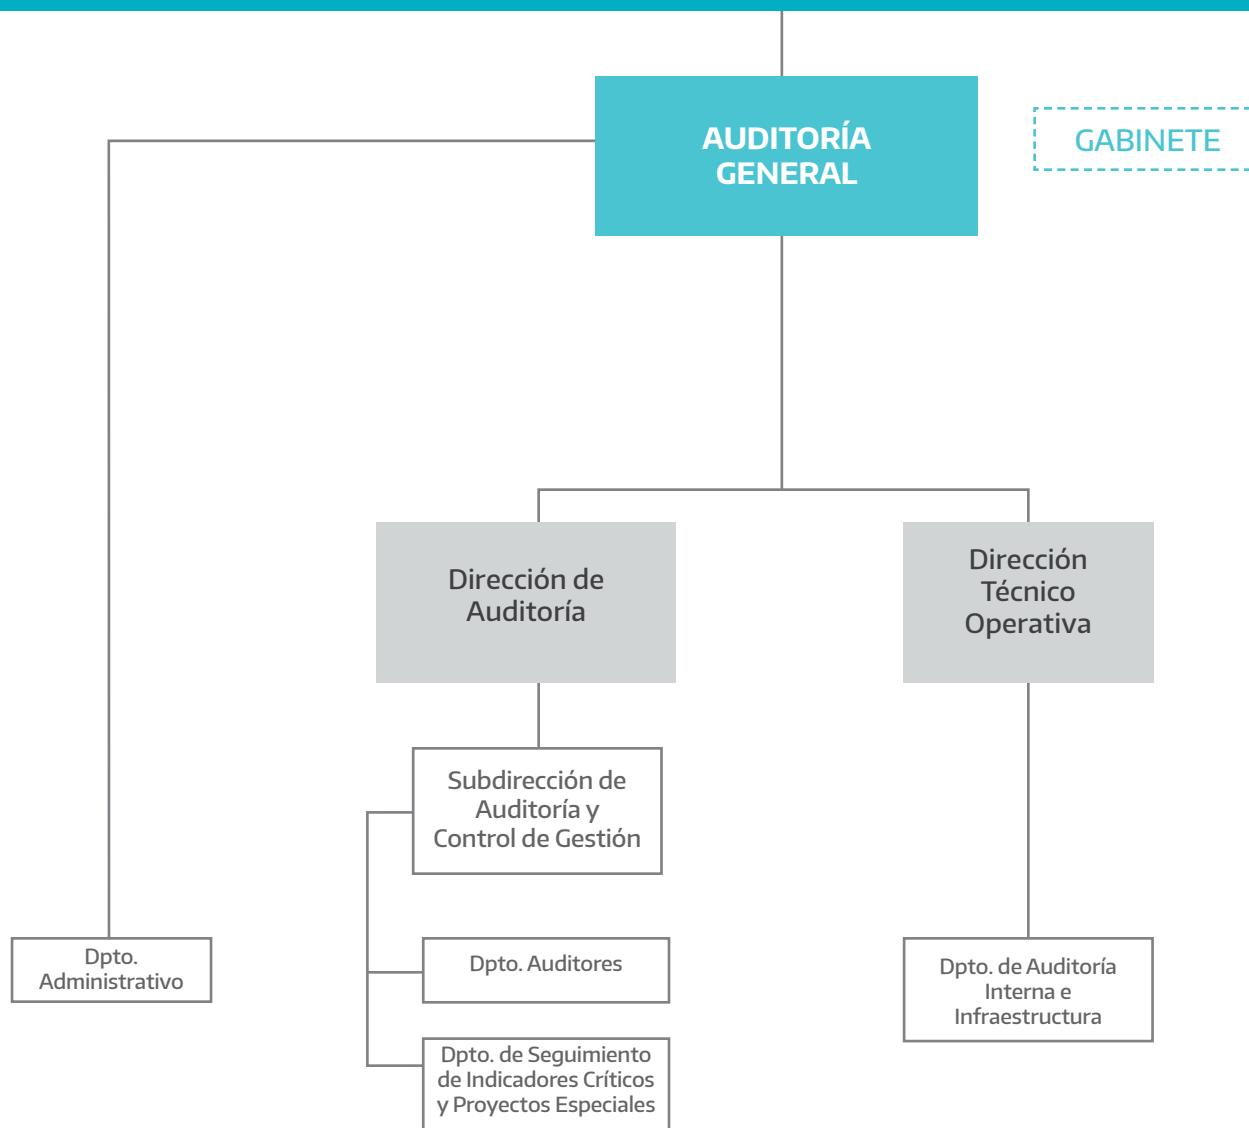 AUDITORÍA
GENERAL
GABINETE
Dirección de
Auditoría
Dirección
Técnico
Operativa
Subdirección de
Auditoría y
Control de Gestión
Dpto.
Administrativo
Dpto. Auditores
Dpto. de Auditoría
Interna e
Infraestructura
Dpto. de Seguimiento
de Indicadores Críticos
y Proyectos Especiales